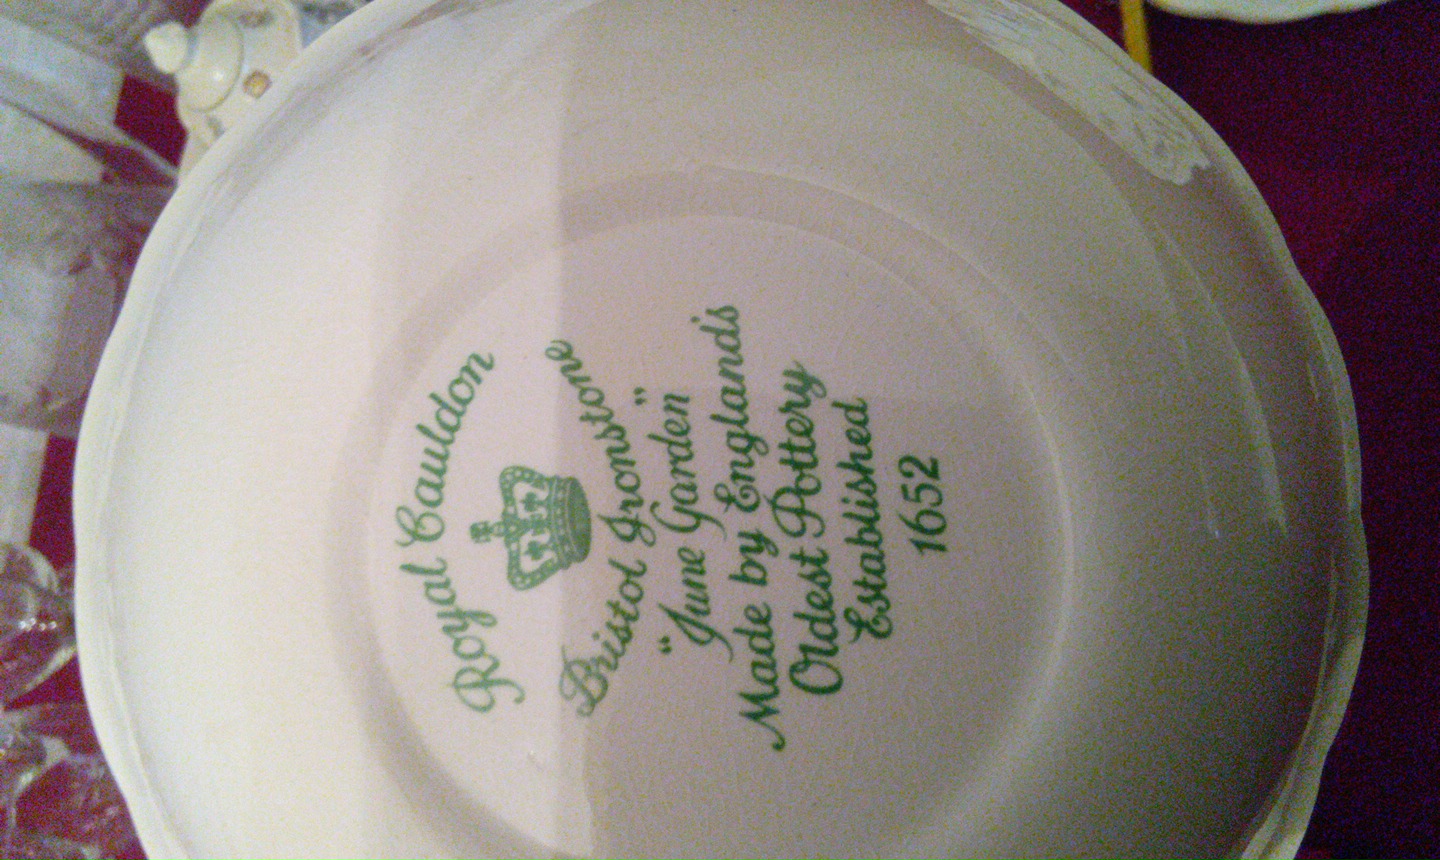 Royal Cauldon
Bristol Ironstone
"June Garden"
Made by England's
Oldest Pottery
Established
1652